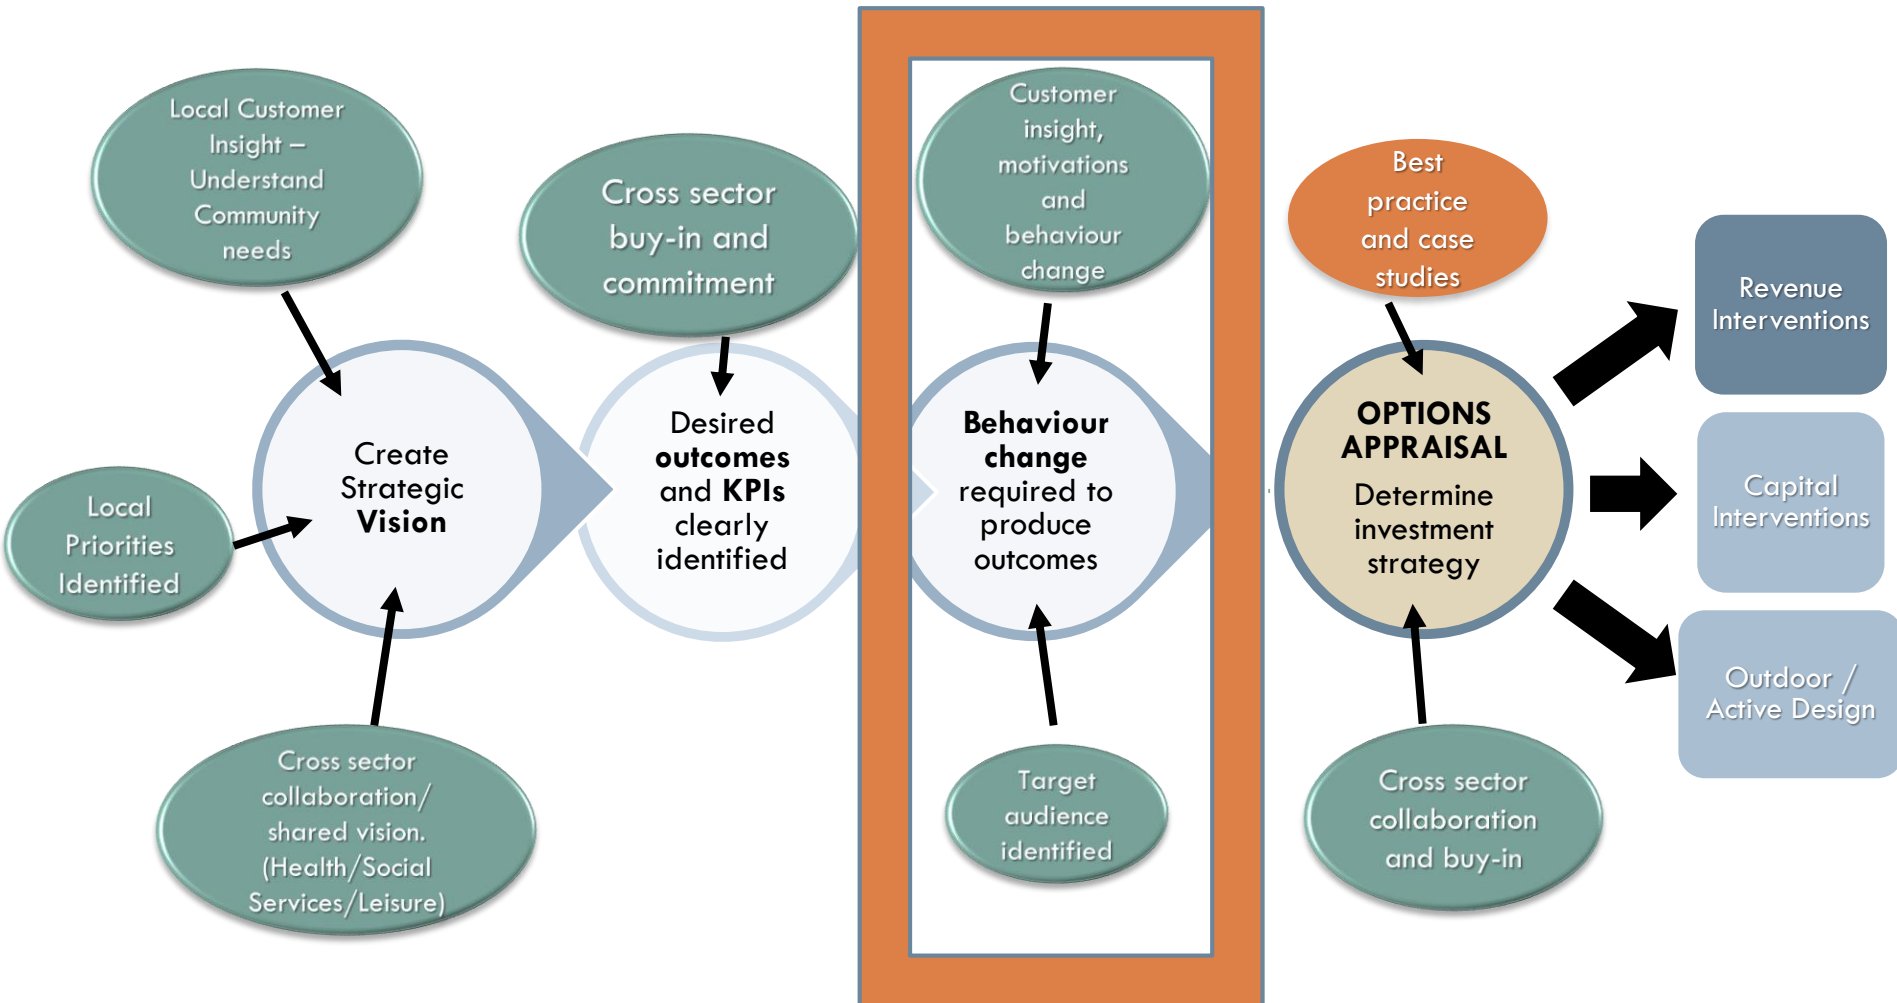 Local Customer
Insight –
Understand
Community
needs
Cross sector
buy-in and
commitment
Customer
insight,
motivations
and
behaviour
change
Best
practice
and case
studies
Local
Priorities
Identified
Create
Strategic
Vision
Desired
outcomes
and KPIs
clearly
identified
Behaviour
change
required to
produce
outcomes
OPTIONS
APPRAISAL
Determine
investment
strategy
Revenue
Interventions
Capital
Interventions
Outdoor /
Active Design
Cross sector
collaboration/
shared vision.
(Health/Social
Services/Leisure)
Target
audience
identified
Cross sector
collaboration
and buy-in